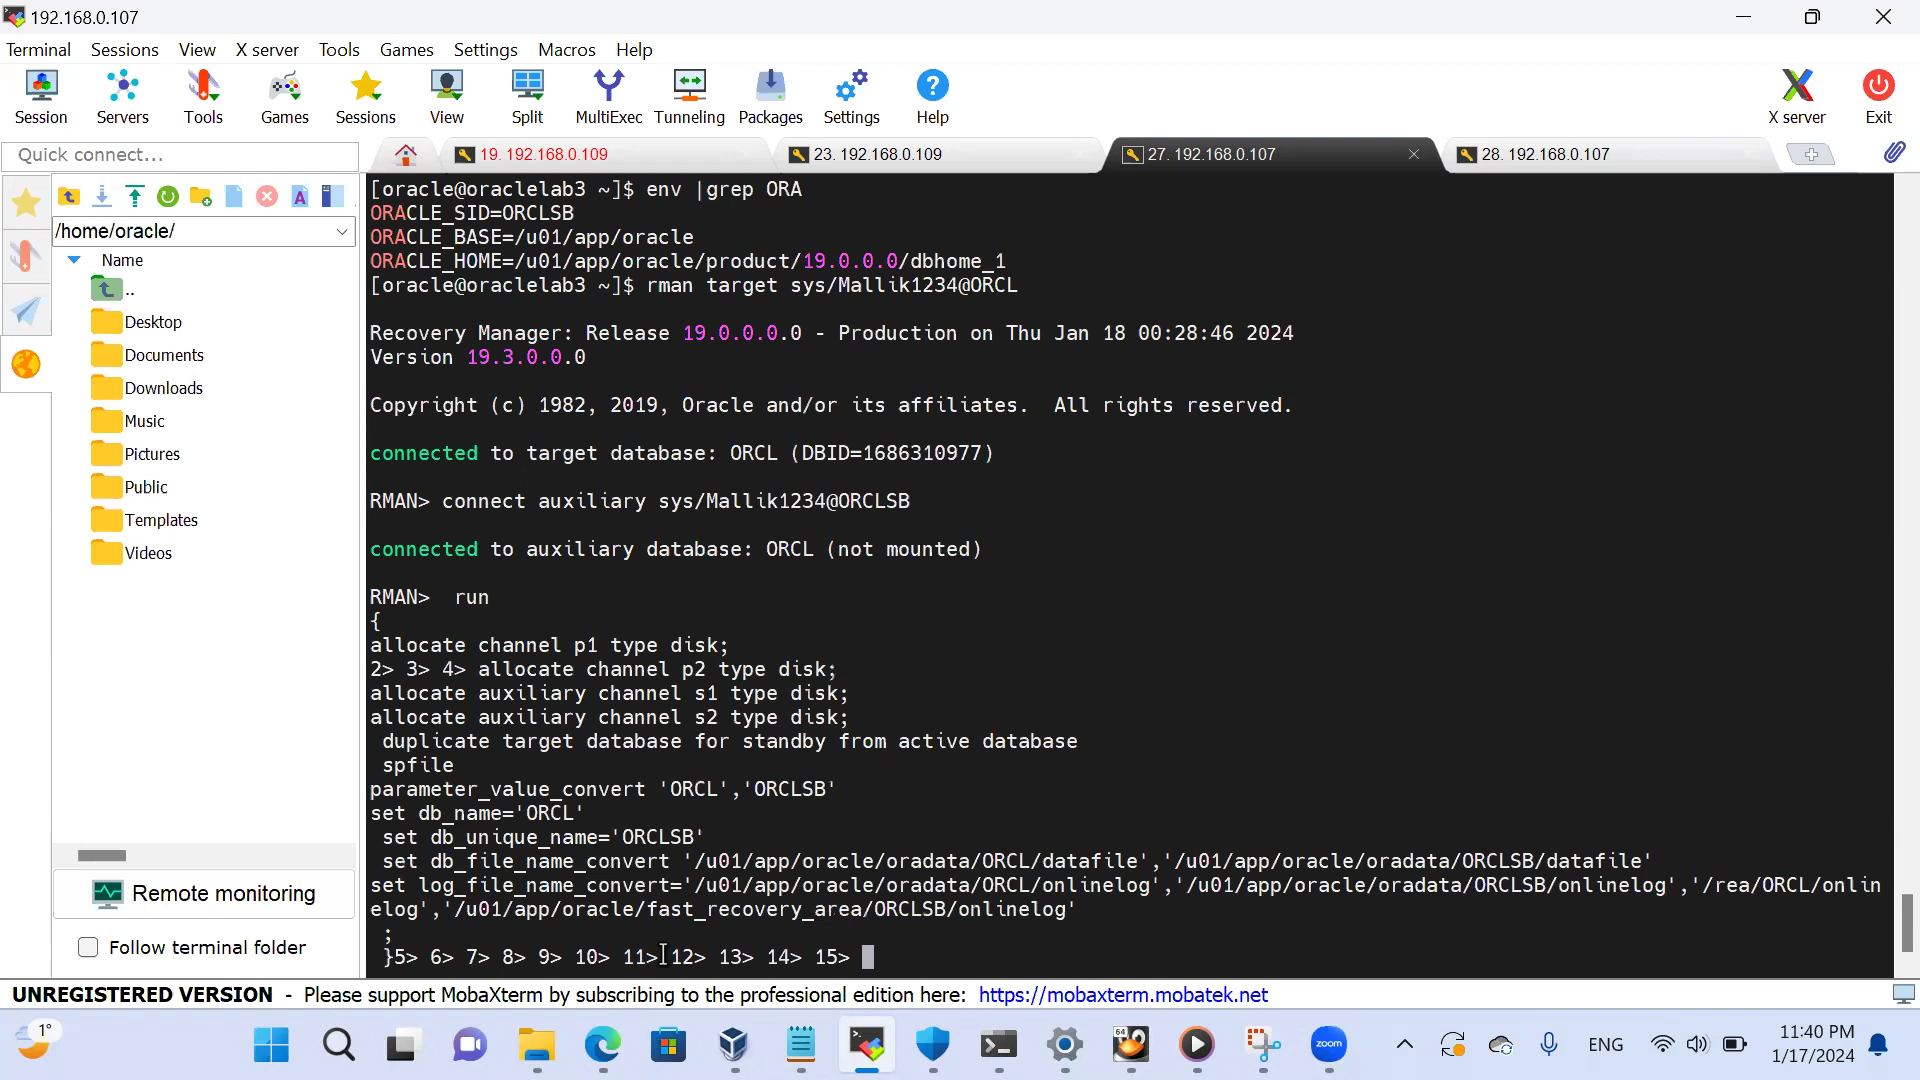 192.168.0.107
Terminal Sessions View X server Tools Games Settings Macros Help
Session Servers Tools Games Sessions View Split MultiExec Tunneling Packages Settings Help X server Exit
Quick connect...
19. 192.168.0.109
23. 192.168.0.109
27. 192.168.0.107
28. 192.168.0.107
/home/oracle/
Name
..
Desktop
Documents
Downloads
Music
Pictures
Public
Templates
Videos
Remote monitoring
Follow terminal folder
[oracle@oraclelab3 ~]$ env |grep ORA
ORACLE_SID=ORCLSB
ORACLE_BASE=/u01/app/oracle
ORACLE_HOME=/u01/app/oracle/product/19.0.0.0/dbhome_1
[oracle@oraclelab3 ~]$ rman target sys/Mallik1234@ORCL
Recovery Manager: Release 19.0.0.0.0 - Production on Thu Jan 18 00:28:46 2024
Version 19.3.0.0.0
Copyright (c) 1982, 2019, Oracle and/or its affiliates.  All rights reserved.
connected to target database: ORCL (DBID=1686310977)
RMAN> connect auxiliary sys/Mallik1234@ORCLSB
connected to auxiliary database: ORCL (not mounted)
RMAN>  run
{
allocate channel p1 type disk;
2> 3> 4> allocate channel p2 type disk;
allocate auxiliary channel s1 type disk;
allocate auxiliary channel s2 type disk;
 duplicate target database for standby from active database
 spfile
parameter_value_convert 'ORCL','ORCLSB'
set db_name='ORCL'
 set db_unique_name='ORCLSB'
 set db_file_name_convert '/u01/app/oracle/oradata/ORCL/datafile','/u01/app/oracle/oradata/ORCLSB/datafile'
set log_file_name_convert='/u01/app/oracle/oradata/ORCL/onlinelog','/u01/app/oracle/oradata/ORCLSB/onlinelog','/rea/ORCL/onlin
elog','/u01/app/oracle/fast_recovery_area/ORCLSB/onlinelog'
 ;
 }5> 6> 7> 8> 9> 10> 11> 12> 13> 14> 15>
UNREGISTERED VERSION - Please support MobaXterm by subscribing to the professional edition here: https://mobaxterm.mobatek.net
1°
64
zoom
ENG
11:40 PM
1/17/2024